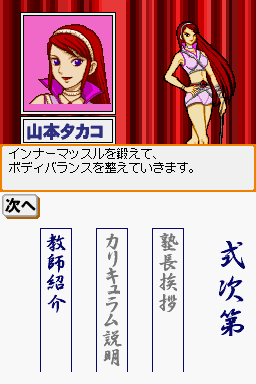 山本タカコ
インナーマッスルを鍛えて、
ボディバランスを整えていきます。
次へ
式次第
塾長挨拶
カリキュラム説明
教師紹介